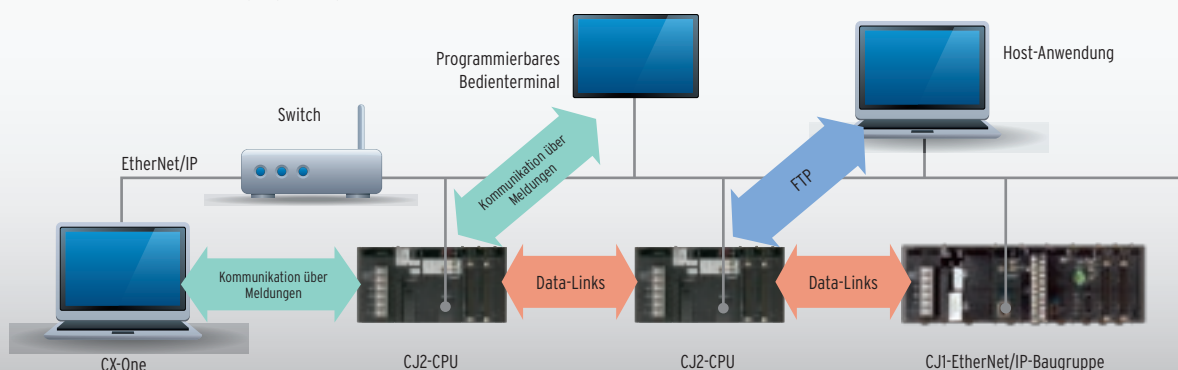 Programmierbares
Bedienterminal
Host-Anwendung
Switch
EtherNet/IP
Kommunikation über
Meldungen
FTP
Kommunikation über
Meldungen
Data-Links
Data-Links
CX-One
CJ2-CPU
CJ2-CPU
CJ1-EtherNet/IP-Baugruppe